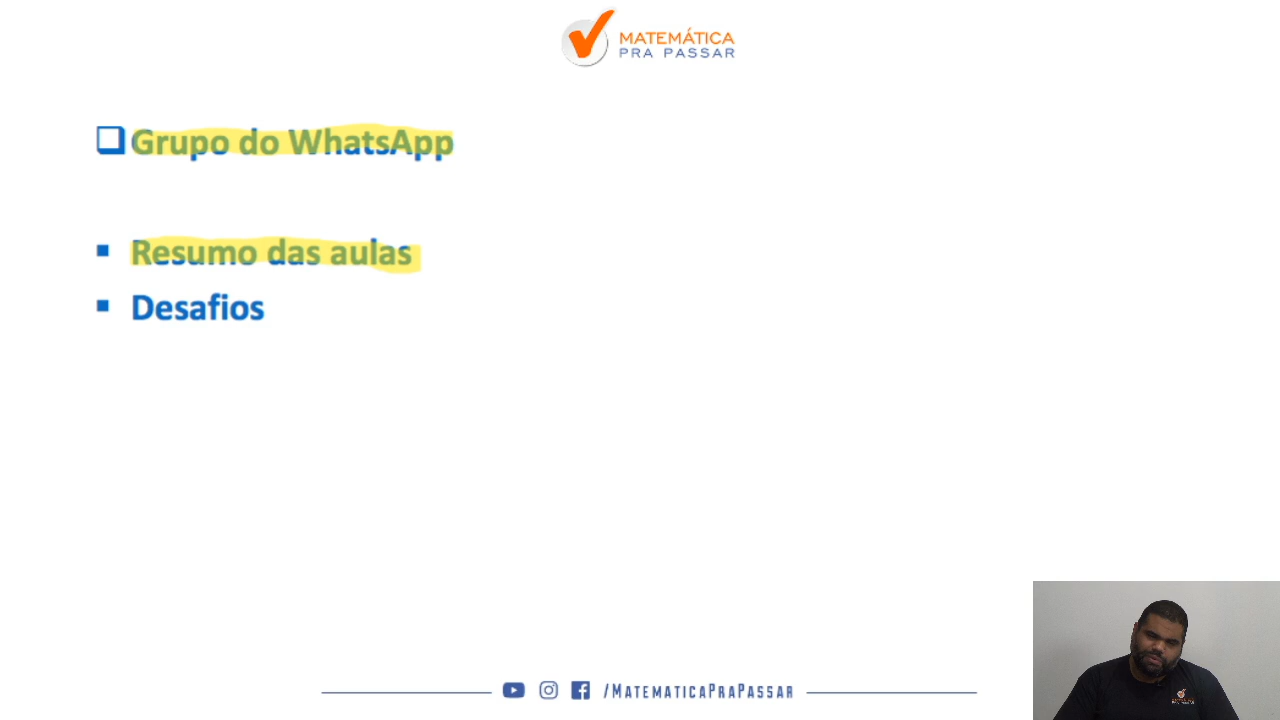 MATEMÁTICA
PRA PASSAR
Grupo do WhatsApp
Resumo das aulas
Desafios
/MATEMATICAPRAPASSAR